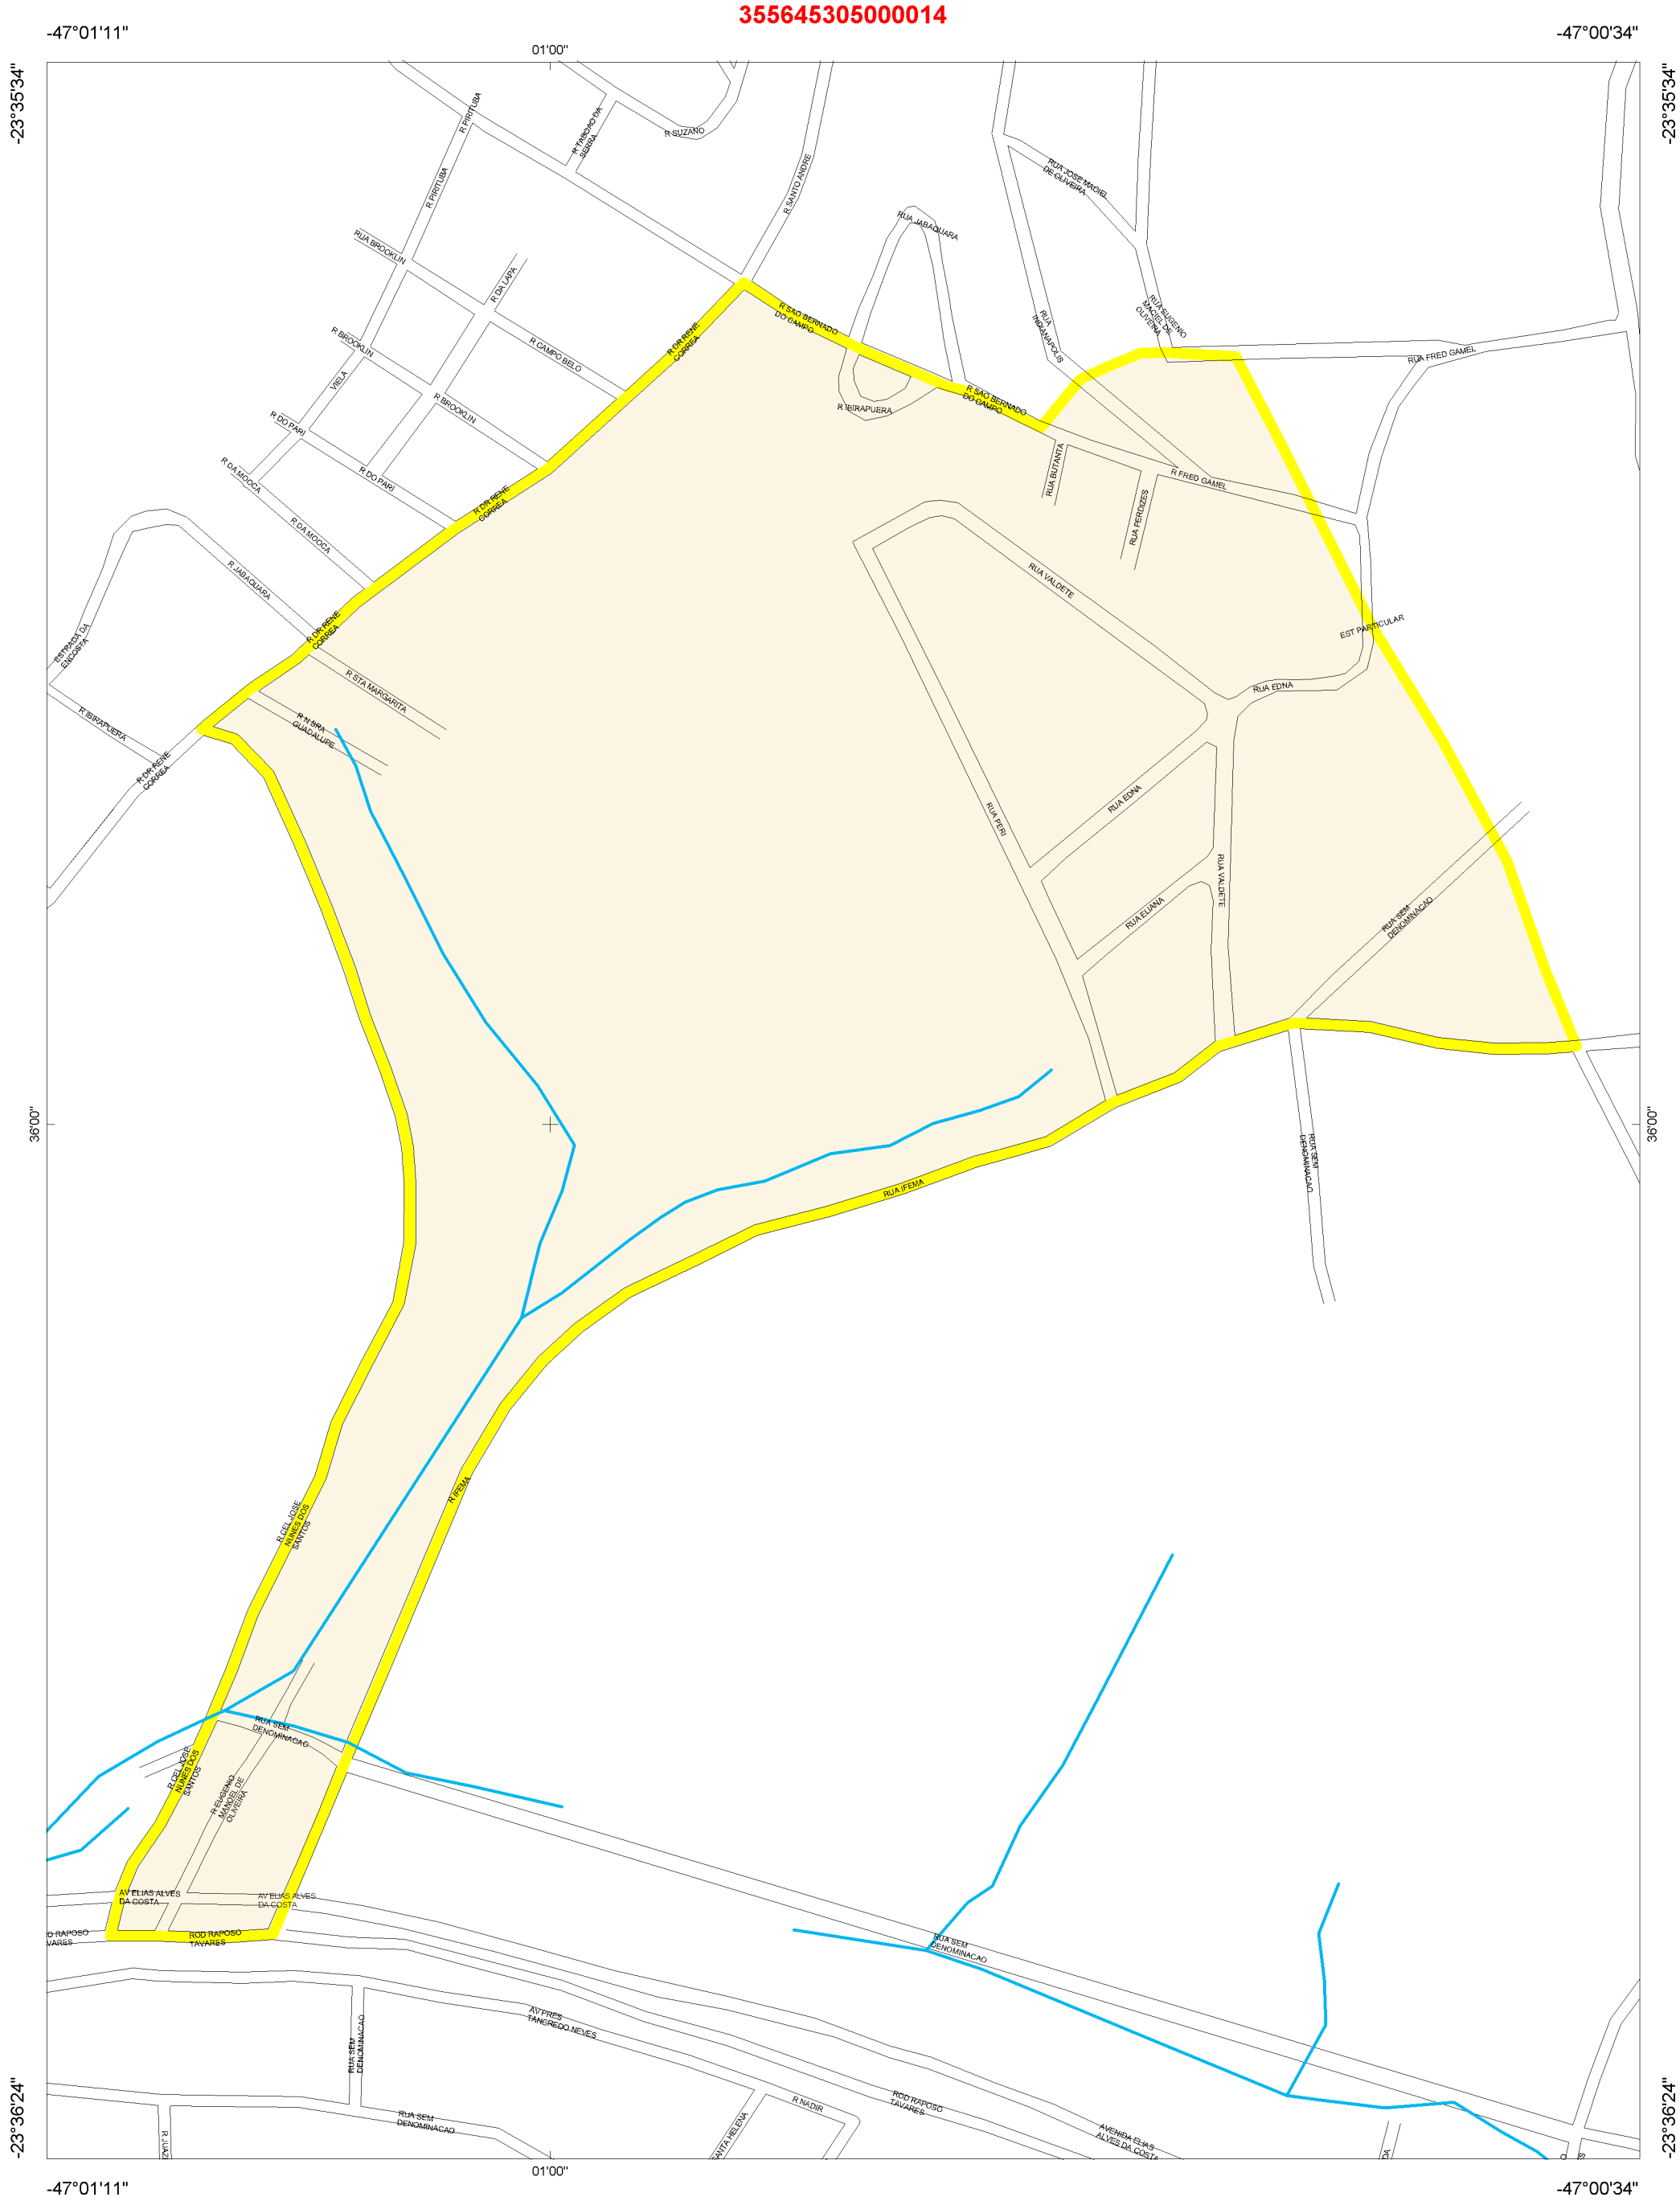 355645305000014
-47°01'11"
-47°00'34"
01'00"
-23°35'34"
-23°35'34"
R PIRITUBA
R TABOAO DA
SERRA
R SUZANO
R PIRITUBA
R SANTO ANDRE
RUA JOSE MACIEL
DE OLIVEIRA
RUA JABAQUARA
RUA BROOKLIN
R DA LAPA
R SAO BERNADO
DO CAMPO
RUA
INDIANAPOLIS
RUA EUGENIO
MACIEL DE
OLIVEIRA
R BROOKLIN
R CAMPO BELO
R DR RENE
CORREA
RUA FRED GAMEL
VIELA
R BROOKLIN
R IBIRAPUERA
R SAO BERNADO
DO CAMPO
R DO PARI
R DA MOOCA
R DO PARI
RUA BUTANTA
R FRED GAMEL
R DR RENE
CORREA
RUA PERDIZES
R DA MOOCA
R JABAQUARA
RUA VALDETE
ESTRADA DA
ENCOSTA
R DR RENE
CORREA
EST PARTICULAR
R STA MARGARITA
RUA EDNA
R IBIRAPUERA
R N SRA
GUADALUPE
R DR RENE
CORREA
RUA PERI
RUA EDNA
RUA VALDETE
RUA ELIANA
RUA SEM
DENOMINACAO
36'00"
36'00"
RUA SEM
DENOMINACAO
RUA IFEMA
R IFEMA
R CEL JOSE
NUNES DOS
SANTOS
RUA SEM
DENOMINACAO
R CEL JOSE
NUNES DOS
SANTOS
R EUGENIO
MANOEL DE
OLIVEIRA
AV ELIAS ALVES
DA COSTA
AV ELIAS ALVES
DA COSTA
D RAPOSO
VARES
ROD RAPOSO
TAVARES
RUA SEM
DENOMINACAO
AV PRES
TANCREDO NEVES
RUA SEM
DENOMINACAO
ROD RAPOSO
TAVARES
R NADIR
RUA SEM
DENOMINACAO
ANTA HELENA
AVENIDA ELIAS
ALVES DA COSTA
R JUAZ
DA
-23°36'24"
-23°36'24"
-47°01'11"
01'00"
-47°00'34"